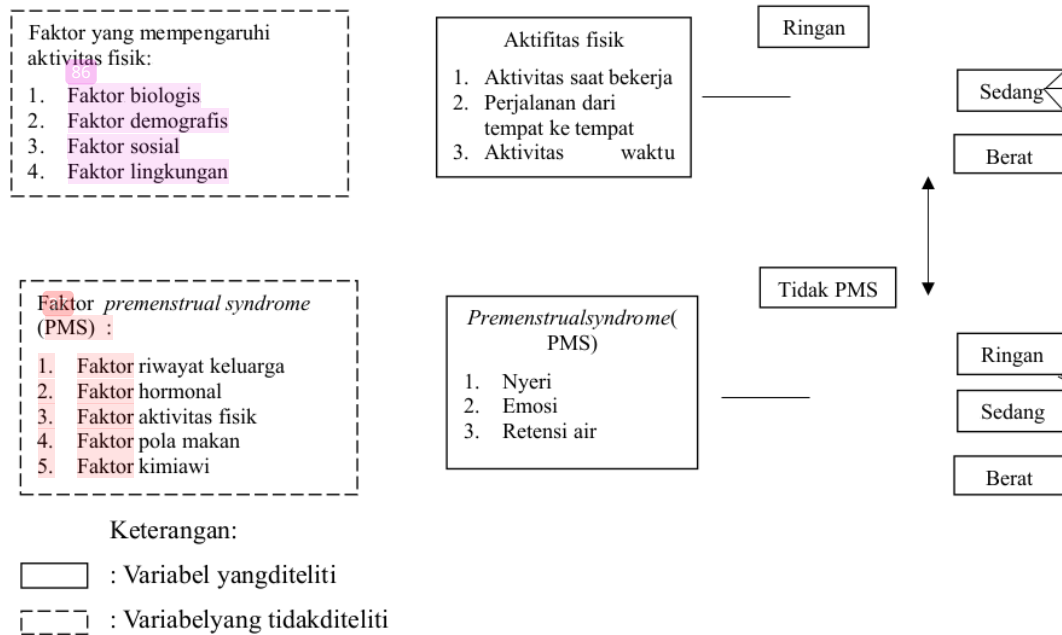 Faktor yang mempengaruhi
aktivitas fisik:
86
1. Faktor biologis
2. Faktor demografis
3. Faktor sosial
4. Faktor lingkungan
Aktifitas fisik
1. Aktivitas saat bekerja
2. Perjalanan dari
tempat ke tempat
3. Aktivitas waktu
Ringan
Sedang
Berat
Faktor premenstrual syndrome
(PMS) :
1. Faktor riwayat keluarga
2. Faktor hormonal
3. Faktor aktivitas fisik
4. Faktor pola makan
5. Faktor kimiawi
Premenstrualsyndrome(
PMS)
1. Nyeri
2. Emosi
3. Retensi air
Tidak PMS
Ringan
Sedang
Berat
Keterangan:
: Variabel yangditeliti
: Variabelyang tidakditeliti